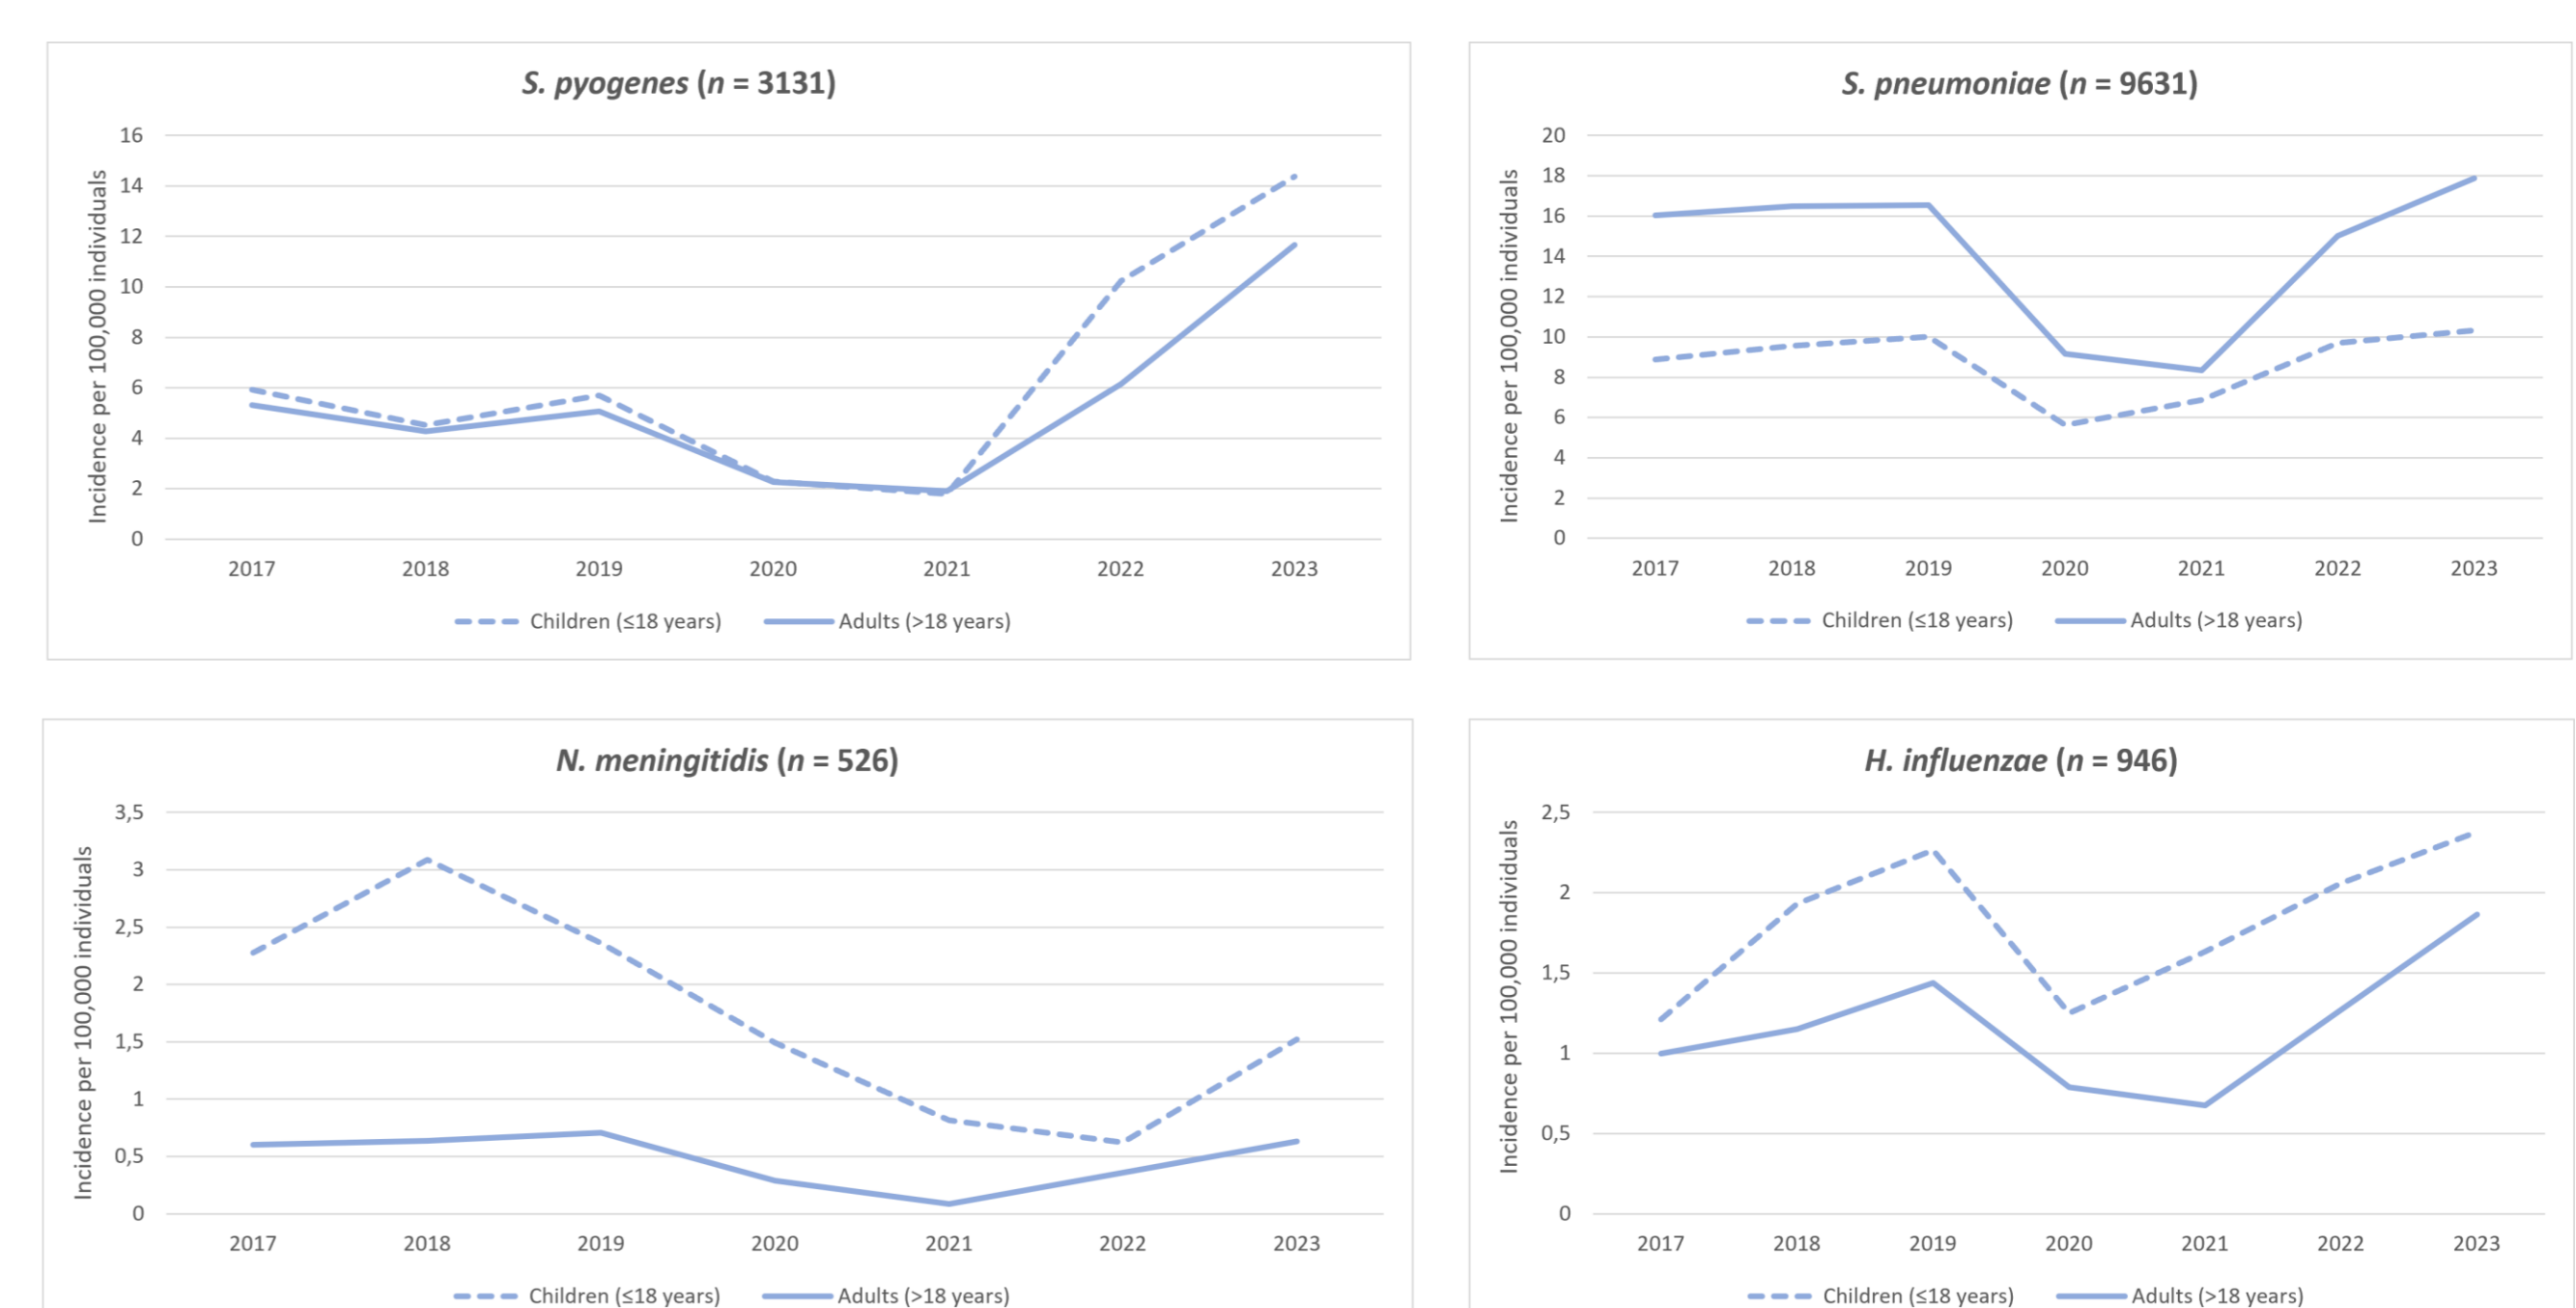 S. pyogenes (n = 3131)
Incidence per 100,000 individuals
16
14
12
10
8
6
4
2
0
2017 2018 2019 2020 2021 2022 2023
Children (≤18 years) Adults (>18 years)
S. pneumoniae (n = 9631)
Incidence per 100,000 individuals
20
18
16
14
12
10
8
6
4
2
0
2017 2018 2019 2020 2021 2022 2023
Children (≤18 years) Adults (>18 years)
N. meningitidis (n = 526)
Incidence per 100,000 individuals
3,5
3
2,5
2
1,5
1
0,5
0
2017 2018 2019 2020 2021 2022 2023
Children (≤18 years) Adults (>18 years)
H. influenzae (n = 946)
Incidence per 100,000 individuals
2,5
2
1,5
1
0,5
0
2017 2018 2019 2020 2021 2022 2023
Children (≤18 years) Adults (>18 years)